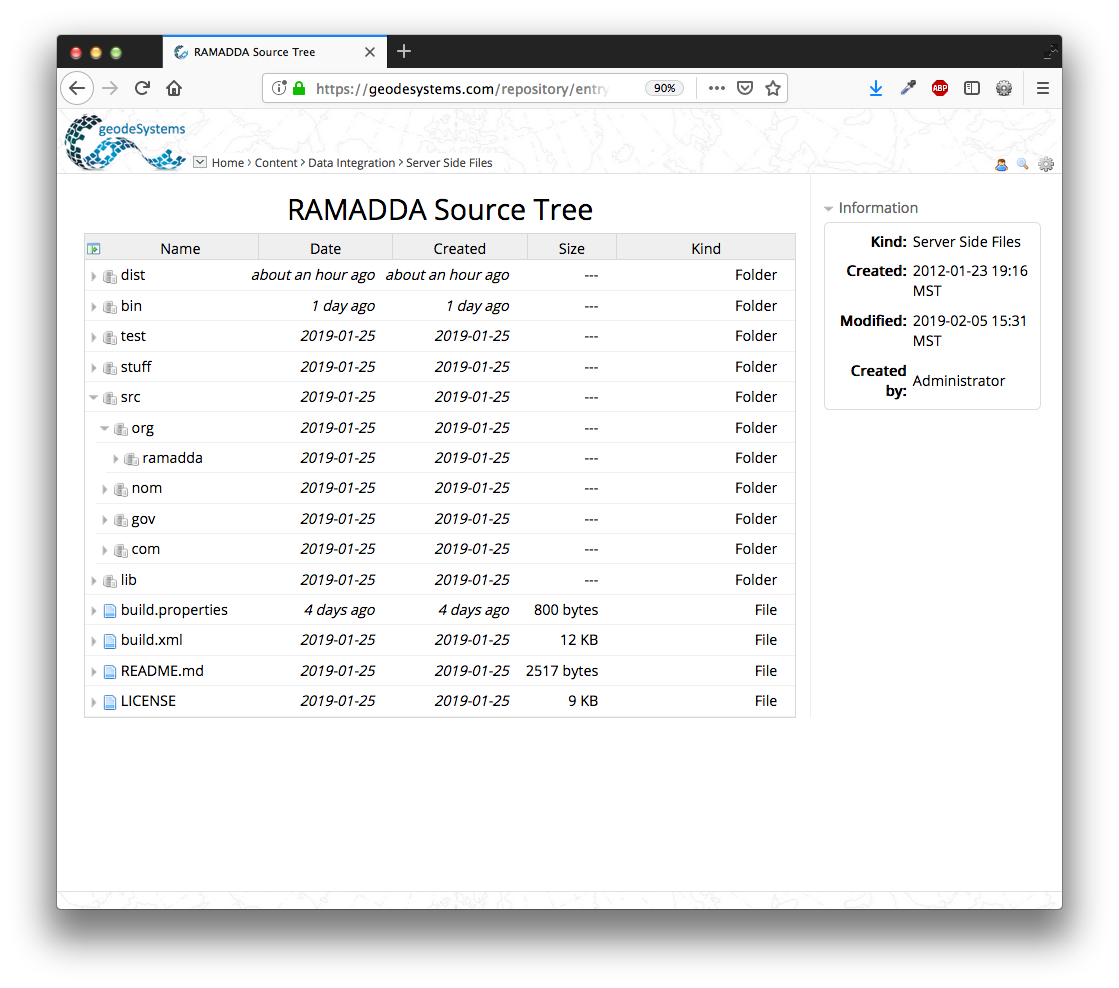 RAMADDA Source Tree
https://geodesystems.com/repository/entry
90%
ABP
geodeSystems
Home › Content › Data Integration › Server Side Files
RAMADDA Source Tree
Name Date Created Size Kind
dist about an hour ago about an hour ago --- Folder
bin 1 day ago 1 day ago --- Folder
test 2019-01-25 2019-01-25 --- Folder
stuff 2019-01-25 2019-01-25 --- Folder
src 2019-01-25 2019-01-25 --- Folder
org 2019-01-25 2019-01-25 --- Folder
ramadda 2019-01-25 2019-01-25 --- Folder
nom 2019-01-25 2019-01-25 --- Folder
gov 2019-01-25 2019-01-25 --- Folder
com 2019-01-25 2019-01-25 --- Folder
lib 2019-01-25 2019-01-25 --- Folder
build.properties 4 days ago 4 days ago 800 bytes File
build.xml 2019-01-25 2019-01-25 12 KB File
README.md 2019-01-25 2019-01-25 2517 bytes File
LICENSE 2019-01-25 2019-01-25 9 KB File
Information
Kind: Server Side Files
Created: 2012-01-23 19:16
MST
Modified: 2019-02-05 15:31
MST
Created
by: Administrator